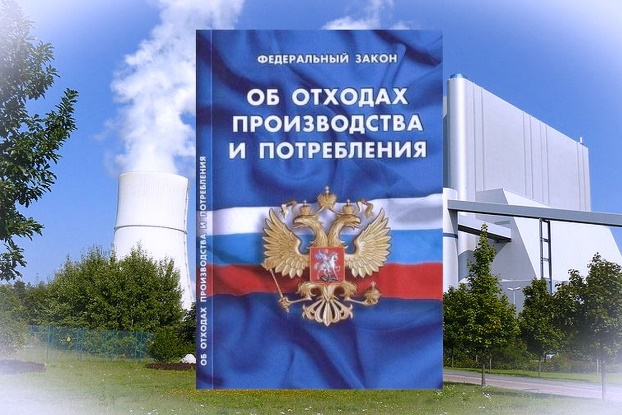 ФЕДЕРАЛЬНЫЙ ЗАКОН
ОБ ОТХОДАХ
ПРОИЗВОДСТВА
И ПОТРЕБЛЕНИЯ
ОБ ОТХОДАХ ПРОИЗВОДСТВА И ПОТРЕБЛЕНИЯ